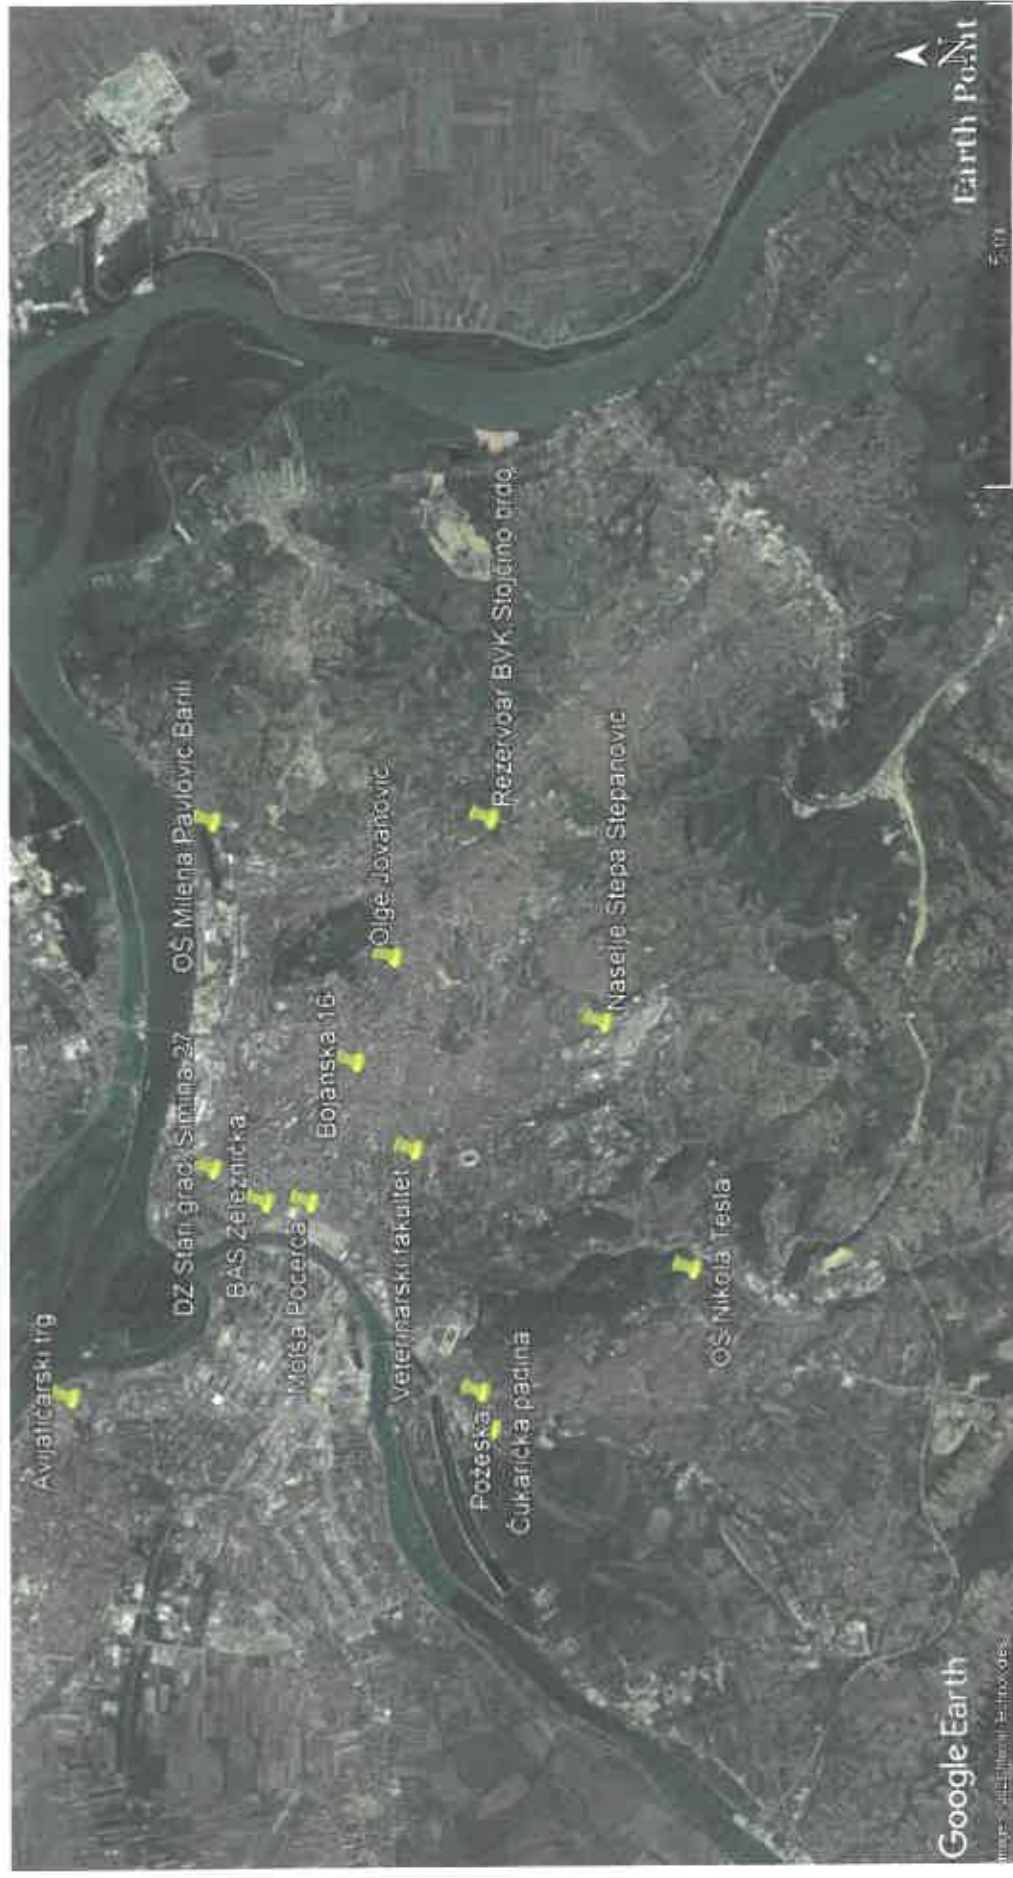 Avijatičarski trg
DZ Stari grad, Simina 27
OŠ Milena Pavlović Barili
BAS Železnička
Moša Pocerca
Bojanska 16
Olge Jovanović
Veterinarski fakultet
Rezervoar BVK Stojčino brdo
Požeška
Čukarička padina
Naselje Stepa Stepanović
OŠ Nikola Tesla
Google Earth
N
Earth Point